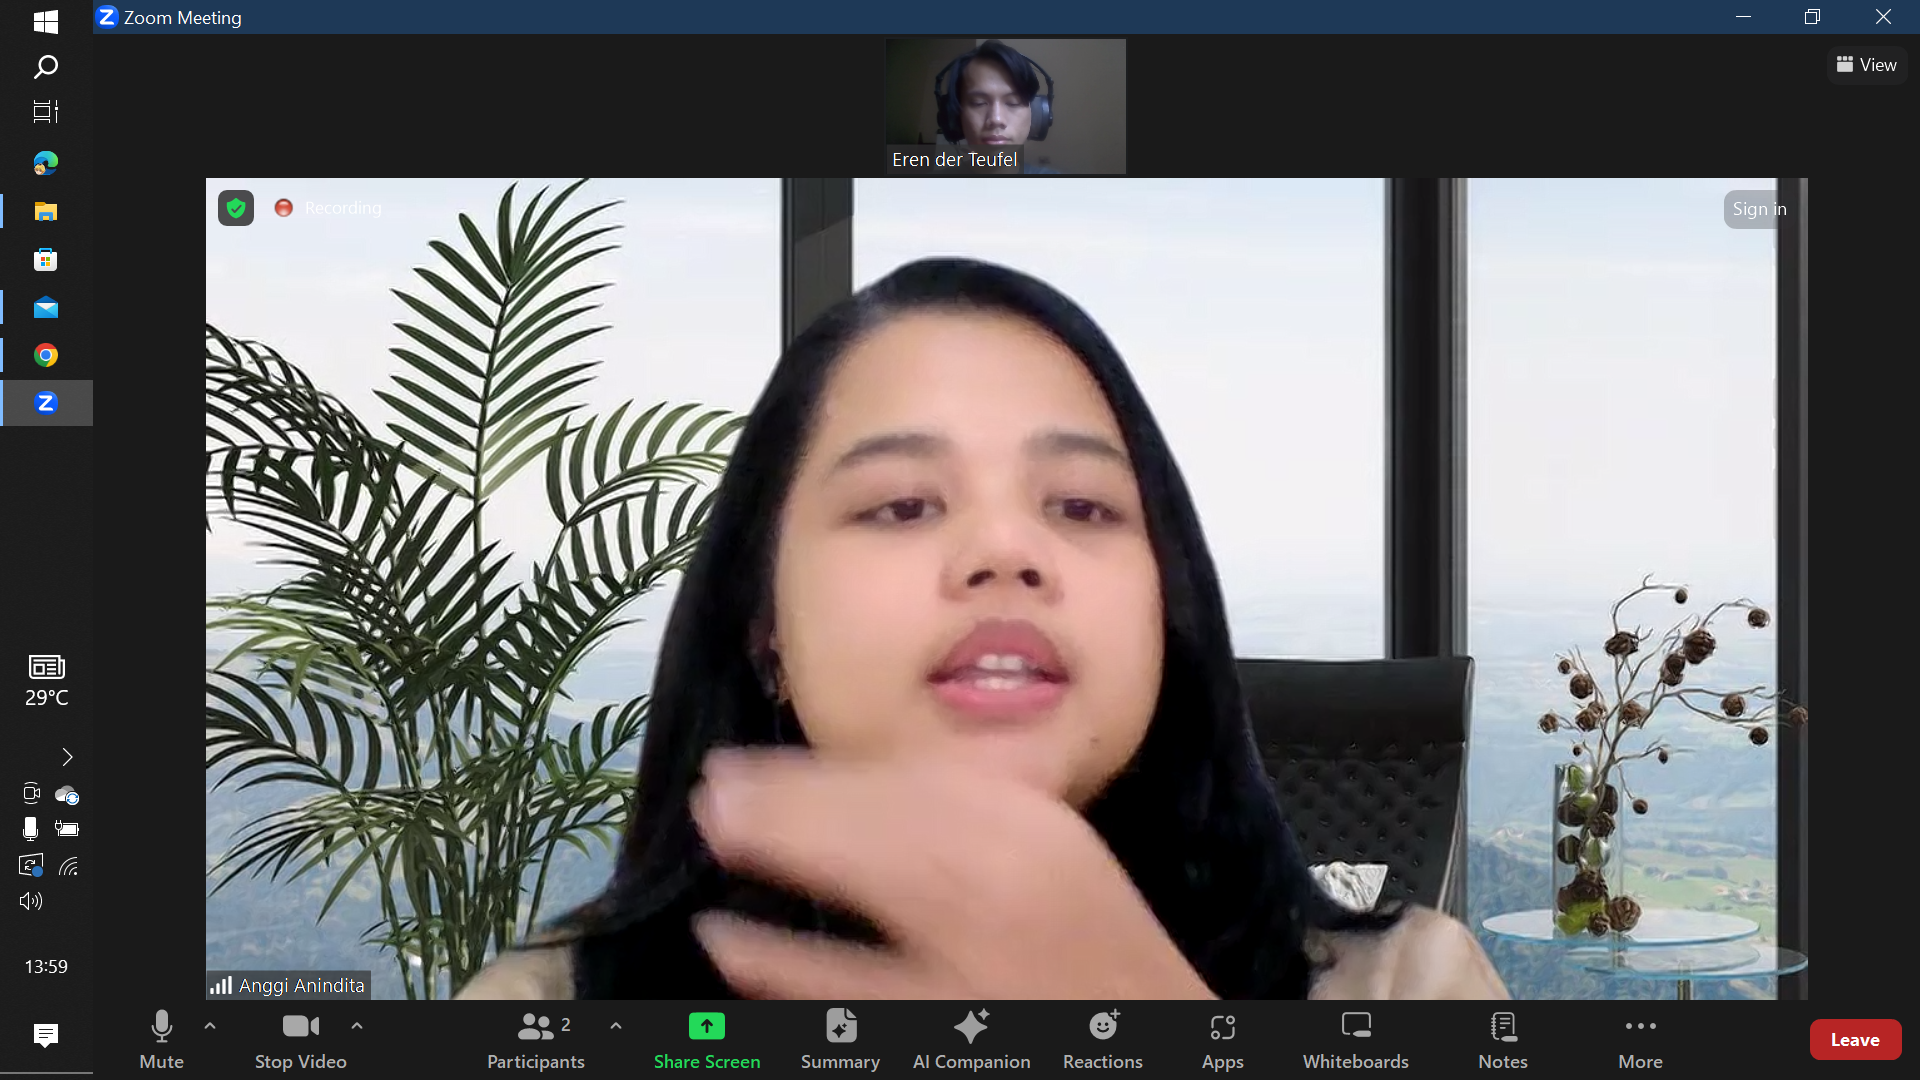 Zoom Meeting
View
Eren der Teufel
Recording
Sign in
29°C
13:59
Anggi Anindita
Mute
Stop Video
2
Participants
Share Screen
Summary
AI Companion
Reactions
Apps
Whiteboards
Notes
More
Leave